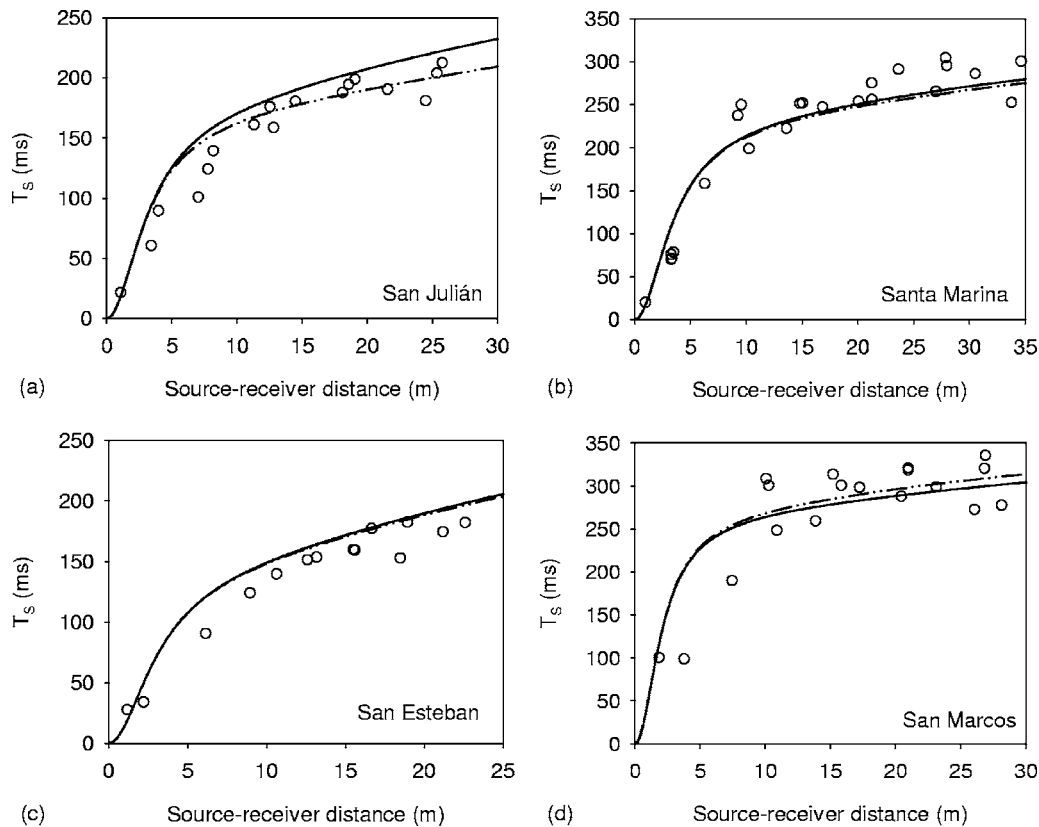 250
200
150
100
50
0
T_S (ms)
San Julián
0 5 10 15 20 25 30
(a) Source-receiver distance (m)
350
300
250
200
150
100
50
0
T_S (ms)
Santa Marina
0 5 10 15 20 25 30 35
(b) Source-receiver distance (m)
250
200
150
100
50
0
T_S (ms)
San Esteban
0 5 10 15 20 25
(c) Source-receiver distance (m)
350
300
250
200
150
100
50
0
T_S (ms)
San Marcos
0 5 10 15 20 25 30
(d) Source-receiver distance (m)